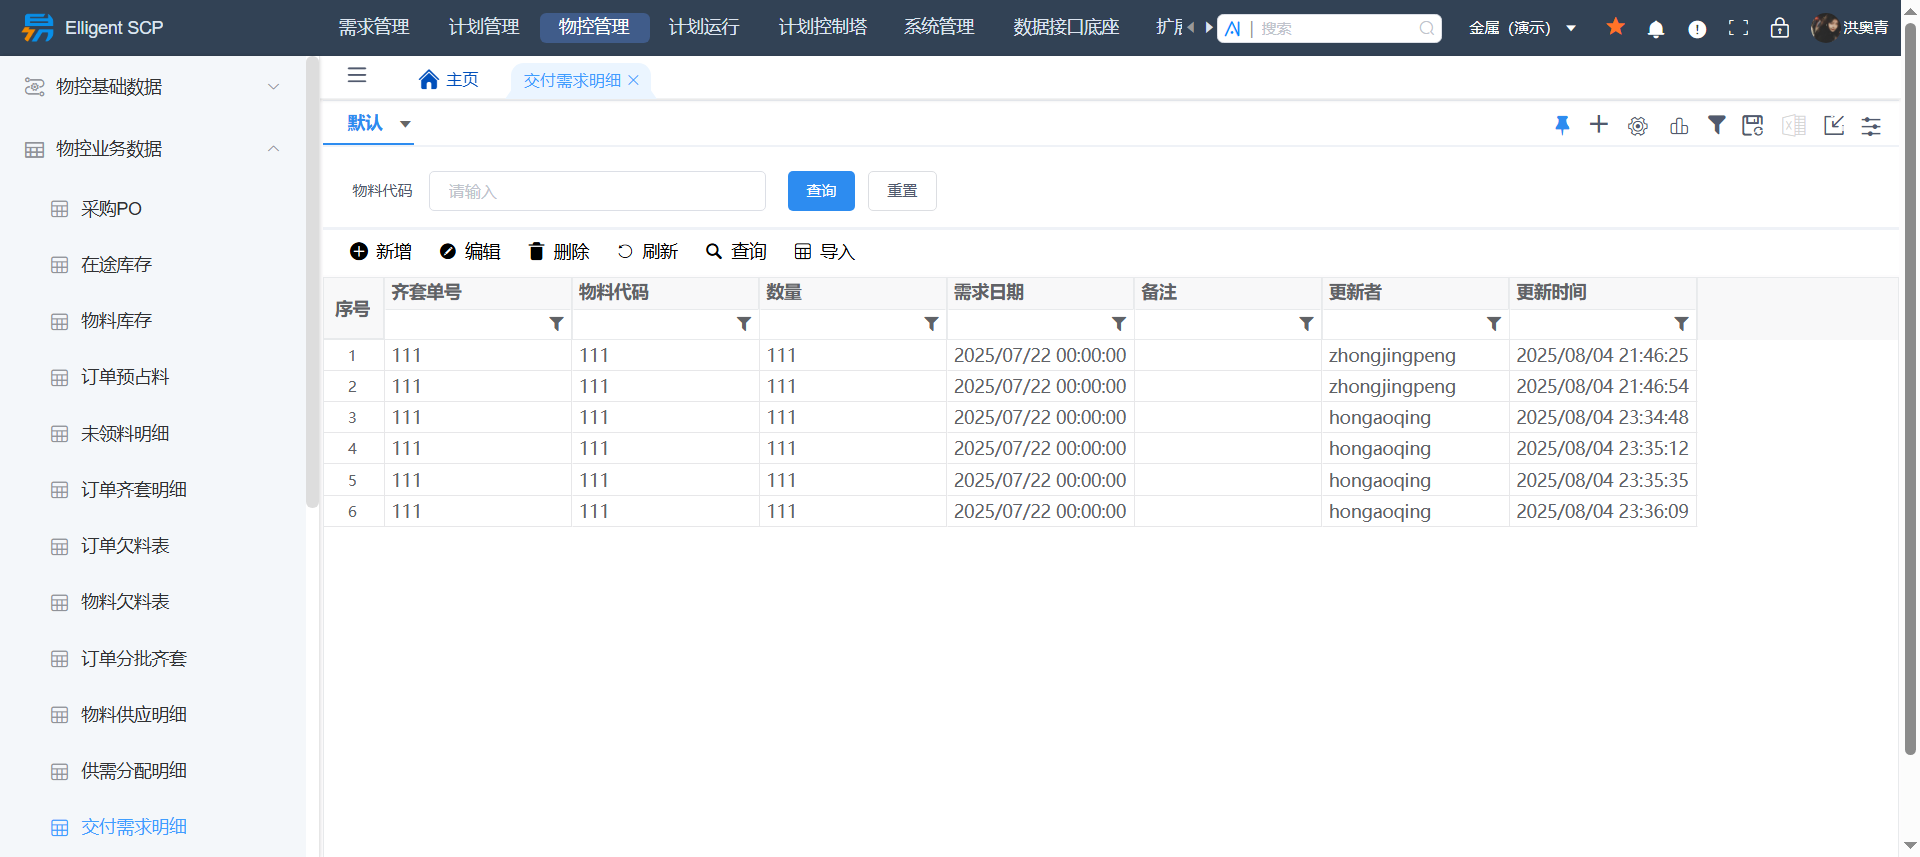 Elligent SCP
需求管理 计划管理 物控管理 计划运行 计划控制塔 系统管理 数据接口底座
搜索
金属（演示）
洪奥青
物控基础数据
物控业务数据
采购PO
在途库存
物料库存
订单预占料
未领料明细
订单齐套明细
订单欠料表
物料欠料表
订单分批齐套
物料供应明细
供需分配明细
交付需求明细
主页 交付需求明细
默认
物料代码 请输入 查询 重置
新增 编辑 删除 刷新 查询 导入
序号 齐套单号 物料代码 数量 需求日期 备注 更新者 更新时间
1 111 111 111 2025/07/22 00:00:00 zhongjingpeng 2025/08/04 21:46:25
2 111 111 111 2025/07/22 00:00:00 zhongjingpeng 2025/08/04 21:46:54
3 111 111 111 2025/07/22 00:00:00 hongaoqing 2025/08/04 23:34:48
4 111 111 111 2025/07/22 00:00:00 hongaoqing 2025/08/04 23:35:12
5 111 111 111 2025/07/22 00:00:00 hongaoqing 2025/08/04 23:35:35
6 111 111 111 2025/07/22 00:00:00 hongaoqing 2025/08/04 23:36:09